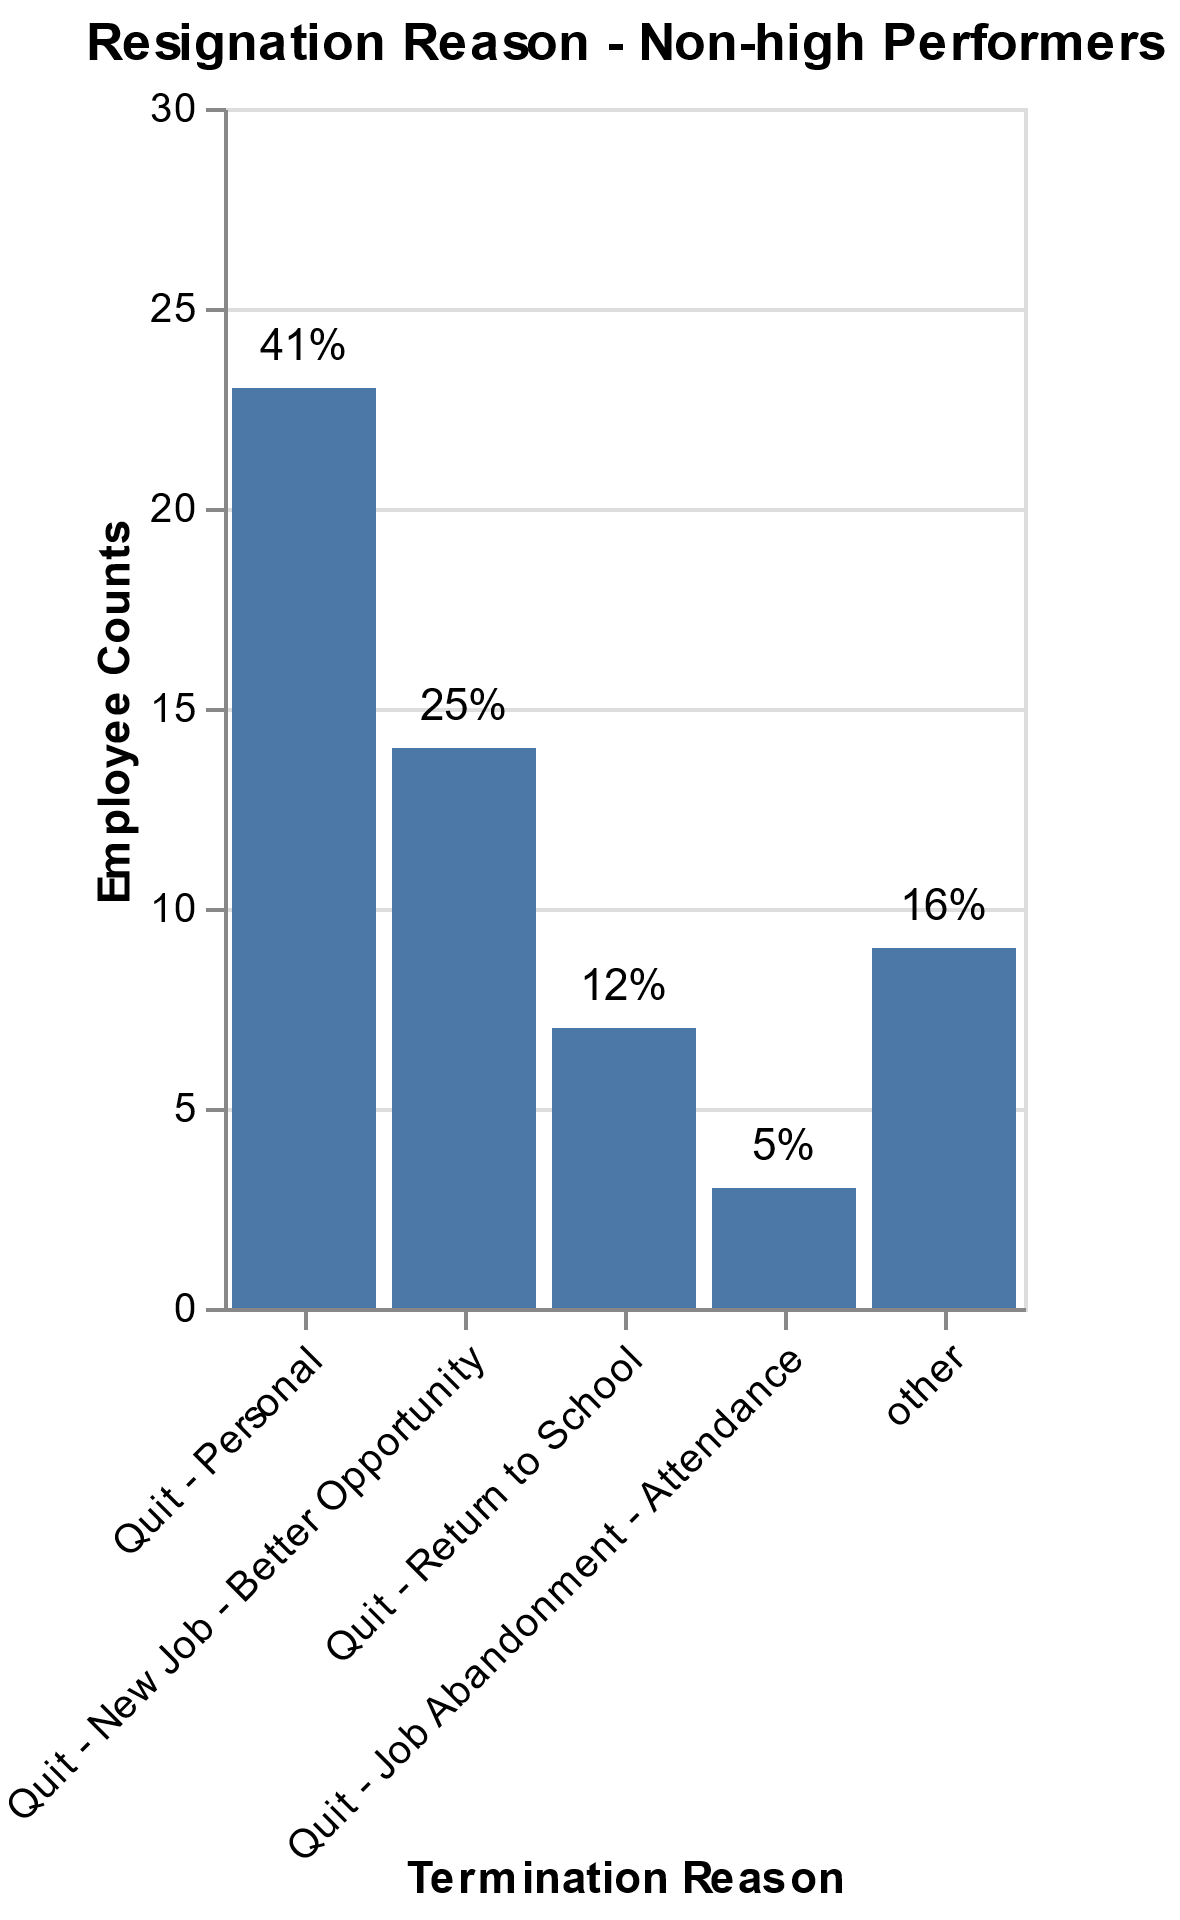 Resignation Reason - Non-high Performers
30
25
20
15
10
5
0
Employee Counts
41%
25%
12%
5%
16%
Quit - Personal
Quit - New Job - Better Opportunity
Quit - Return to School
Quit - Job Abandonment - Attendance
other
Termination Reason